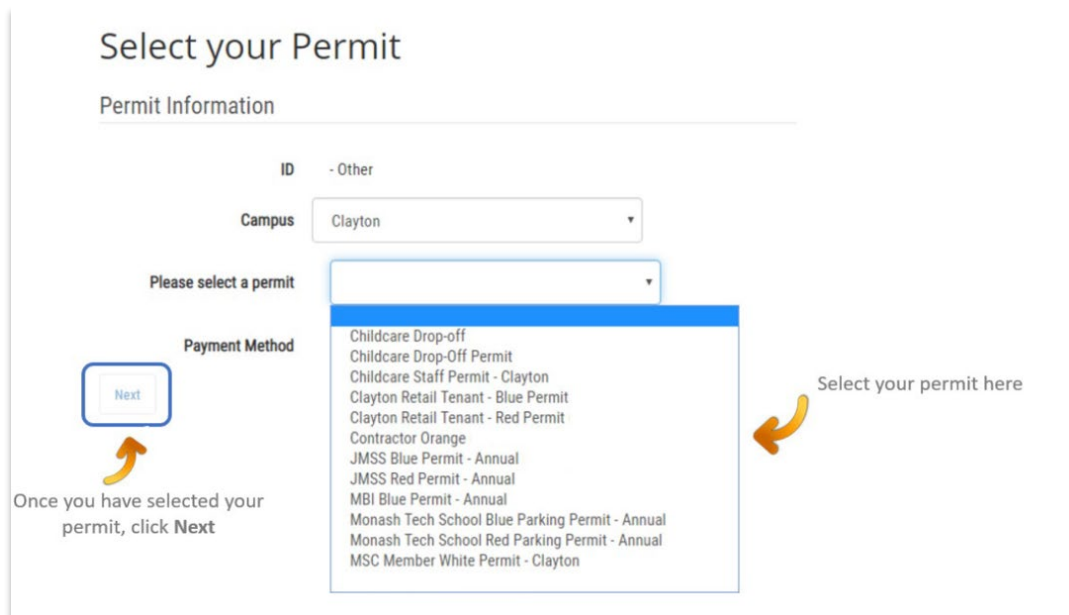 Select your Permit
Permit Information
ID - Other
Campus Clayton
Please select a permit
Payment Method
Childcare Drop-off
Childcare Drop-Off Permit
Childcare Staff Permit - Clayton
Clayton Retail Tenant - Blue Permit
Clayton Retail Tenant - Red Permit
Contractor Orange
JMSS Blue Permit - Annual
JMSS Red Permit - Annual
MBI Blue Permit - Annual
Monash Tech School Blue Parking Permit - Annual
Monash Tech School Red Parking Permit - Annual
MSC Member White Permit - Clayton
Next
Select your permit here
Once you have selected your
permit, click Next